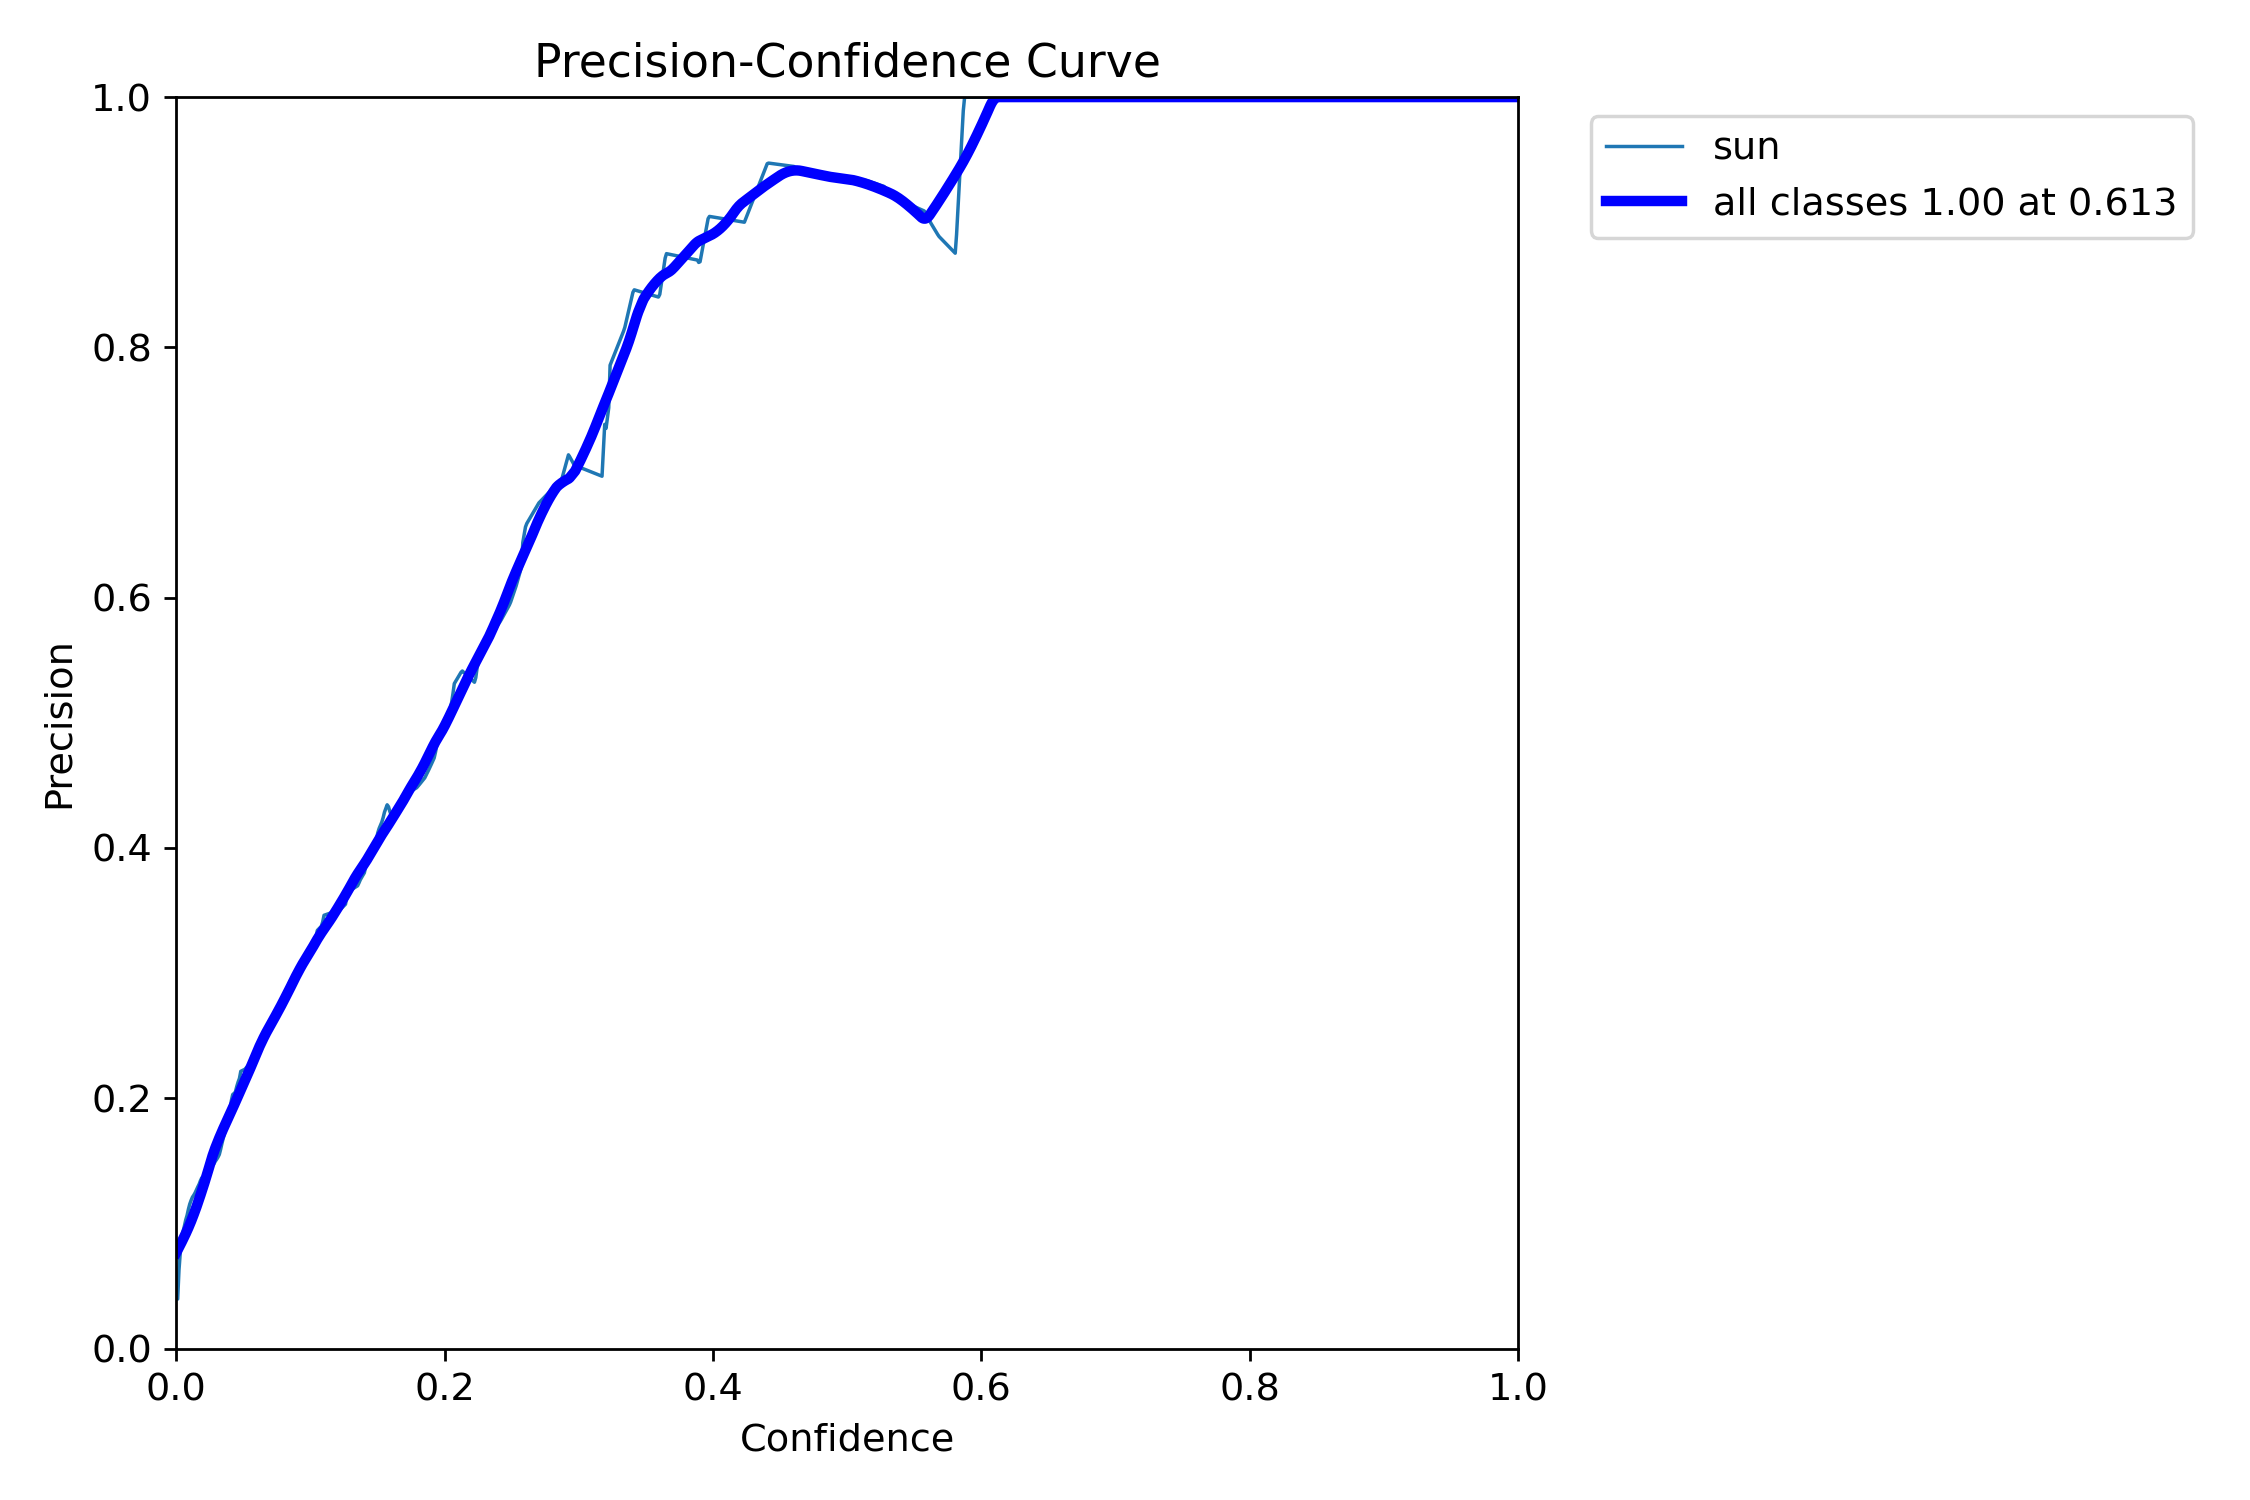 Precision-Confidence Curve
1.0
0.8
0.6
0.4
0.2
0.0
Precision
0.0 0.2 0.4 0.6 0.8 1.0
Confidence
sun
all classes 1.00 at 0.613